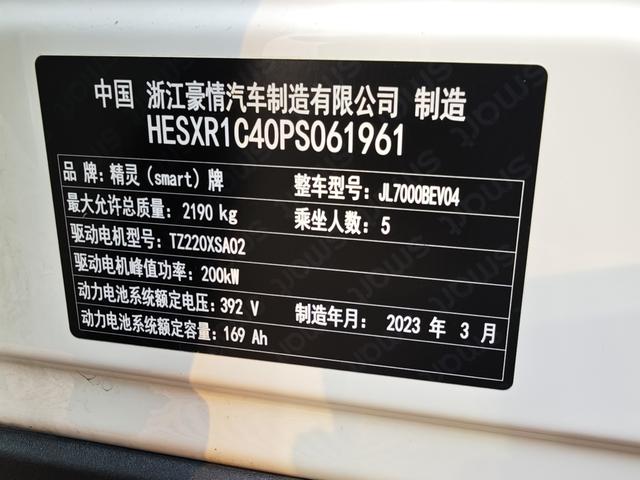 中国 浙江豪情汽车制造有限公司 制造
HESXR1C40PS061961
品 牌:精灵(smart)牌 整车型号:JL7000BEV04
最大允许总质量:2190 kg 乘坐人数:5
驱动电机型号:TZ220XSA02
驱动电机峰值功率:200kW
动力电池系统额定电压:392 V 制造年月: 2023 年 3 月
动力电池系统额定容量:169 Ah